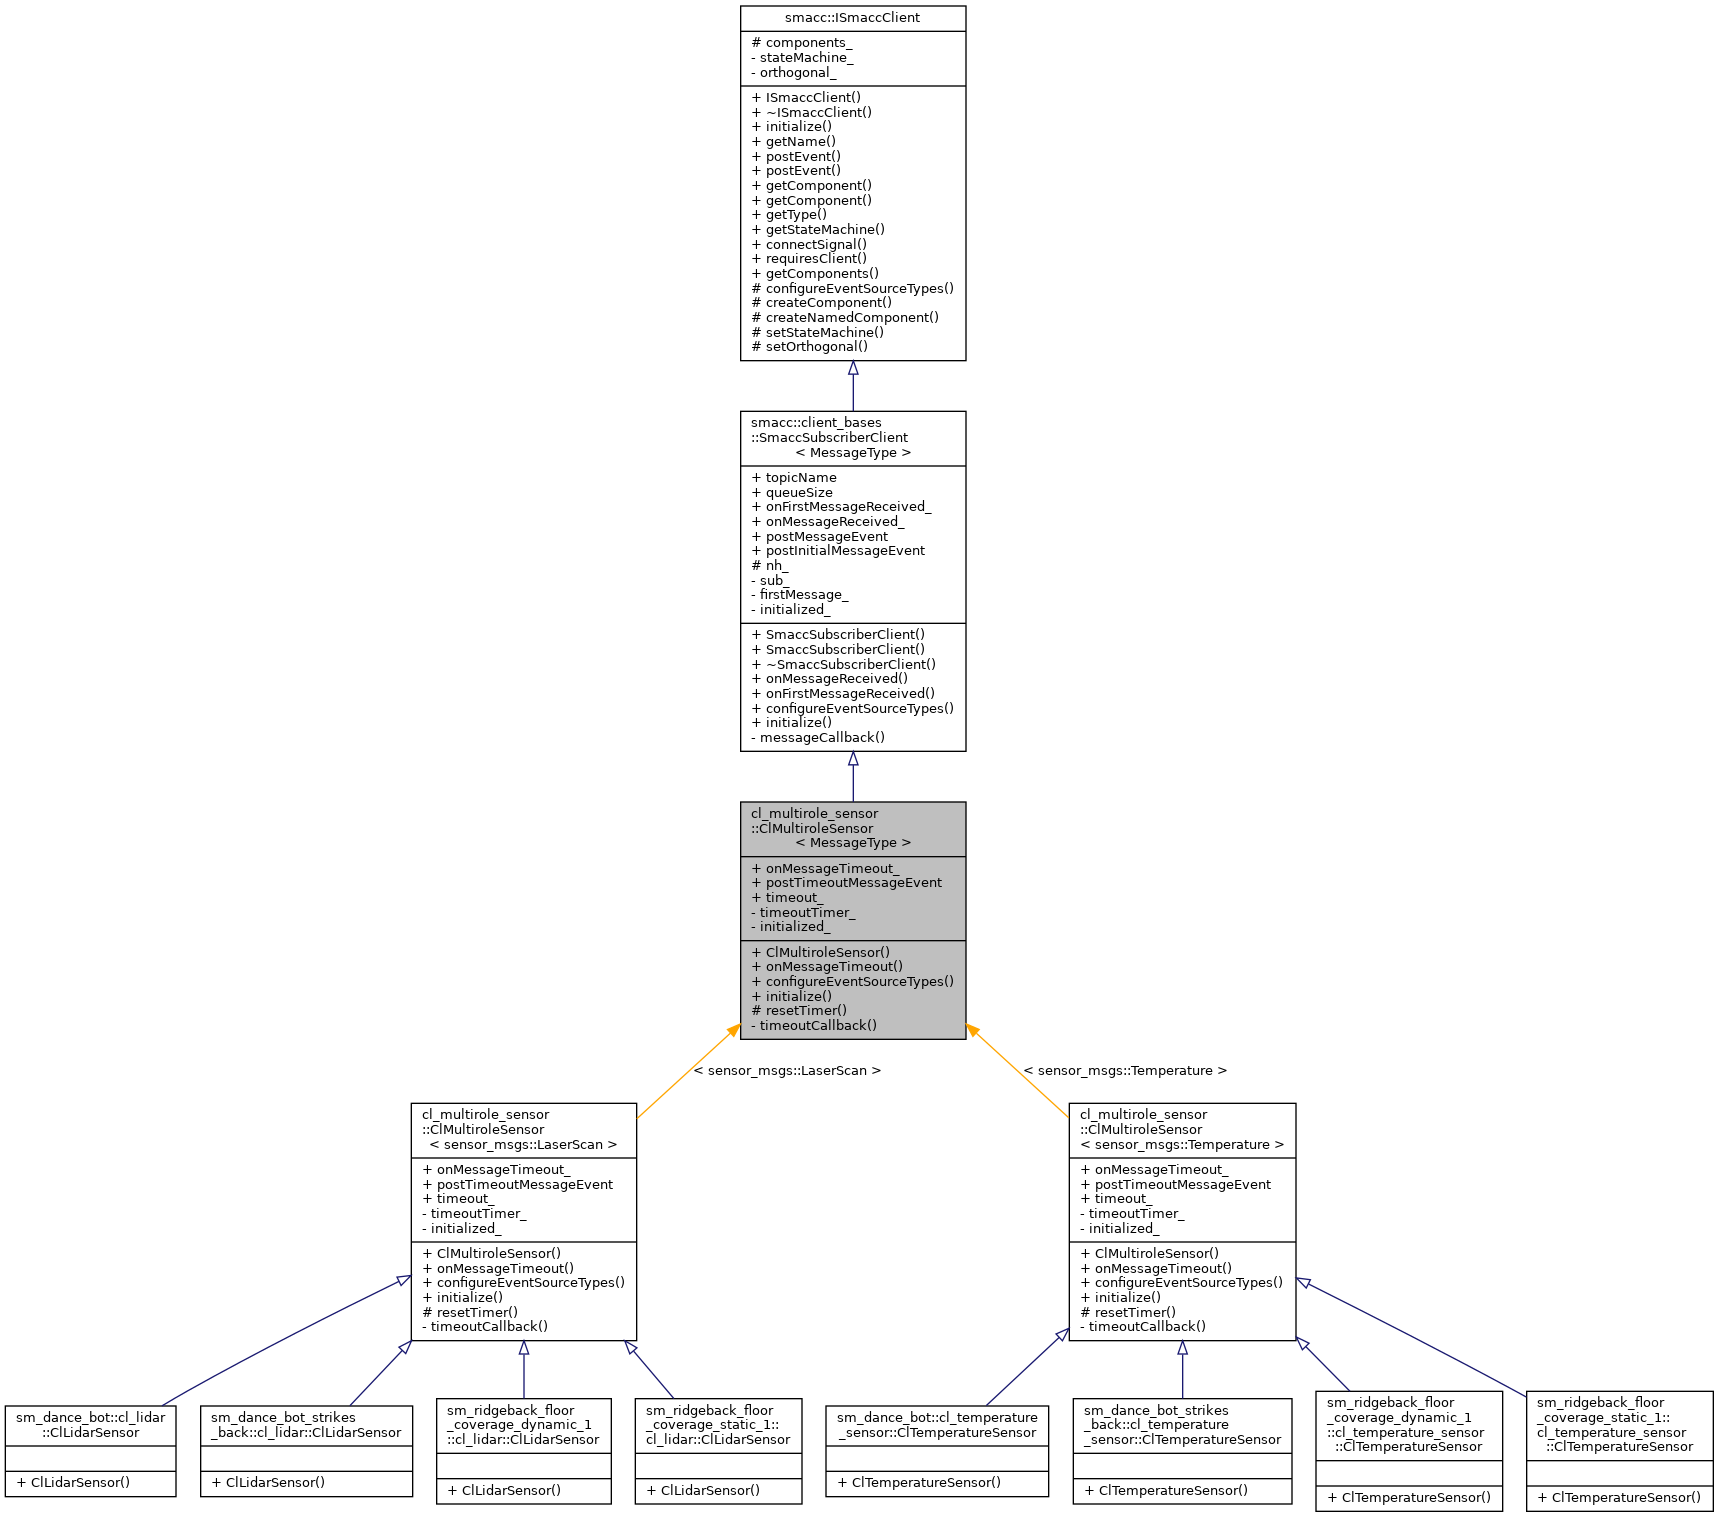 smacc::ISmaccClient
# components_
- stateMachine_
- orthogonal_
+ ISmaccClient()
+ ~ISmaccClient()
+ initialize()
+ getName()
+ postEvent()
+ postEvent()
+ getComponent()
+ getComponent()
+ getType()
+ getStateMachine()
+ connectSignal()
+ requiresClient()
+ getComponents()
# configureEventSourceTypes()
# createComponent()
# createNamedComponent()
# setStateMachine()
# setOrthogonal()
smacc::client_bases
::SmaccSubscriberClient
< MessageType >
+ topicName
+ queueSize
+ onFirstMessageReceived_
+ onMessageReceived_
+ postMessageEvent
+ postInitialMessageEvent
# nh_
- sub_
- firstMessage_
- initialized_
+ SmaccSubscriberClient()
+ SmaccSubscriberClient()
+ ~SmaccSubscriberClient()
+ onMessageReceived()
+ onFirstMessageReceived()
+ configureEventSourceTypes()
+ initialize()
- messageCallback()
cl_multirole_sensor
::ClMultiroleSensor
< MessageType >
+ onMessageTimeout_
+ postTimeoutMessageEvent
+ timeout_
- timeoutTimer_
- initialized_
+ ClMultiroleSensor()
+ onMessageTimeout()
+ configureEventSourceTypes()
+ initialize()
# resetTimer()
- timeoutCallback()
< sensor_msgs::LaserScan >
< sensor_msgs::Temperature >
cl_multirole_sensor
::ClMultiroleSensor
< sensor_msgs::LaserScan >
+ onMessageTimeout_
+ postTimeoutMessageEvent
+ timeout_
- timeoutTimer_
- initialized_
+ ClMultiroleSensor()
+ onMessageTimeout()
+ configureEventSourceTypes()
+ initialize()
# resetTimer()
- timeoutCallback()
cl_multirole_sensor
::ClMultiroleSensor
< sensor_msgs::Temperature >
+ onMessageTimeout_
+ postTimeoutMessageEvent
+ timeout_
- timeoutTimer_
- initialized_
+ ClMultiroleSensor()
+ onMessageTimeout()
+ configureEventSourceTypes()
+ initialize()
# resetTimer()
- timeoutCallback()
sm_dance_bot::cl_lidar
::ClLidarSensor
+ ClLidarSensor()
sm_dance_bot_strikes
_back::cl_lidar::ClLidarSensor
+ ClLidarSensor()
sm_ridgeback_floor
_coverage_dynamic_1
::cl_lidar::ClLidarSensor
+ ClLidarSensor()
sm_ridgeback_floor
_coverage_static_1::
cl_lidar::ClLidarSensor
+ ClLidarSensor()
sm_dance_bot::cl_temperature
_sensor::ClTemperatureSensor
+ ClTemperatureSensor()
sm_dance_bot_strikes
_back::cl_temperature
_sensor::ClTemperatureSensor
+ ClTemperatureSensor()
sm_ridgeback_floor
_coverage_dynamic_1
::cl_temperature_sensor
::ClTemperatureSensor
+ ClTemperatureSensor()
sm_ridgeback_floor
_coverage_static_1::
cl_temperature_sensor
::ClTemperatureSensor
+ ClTemperatureSensor()